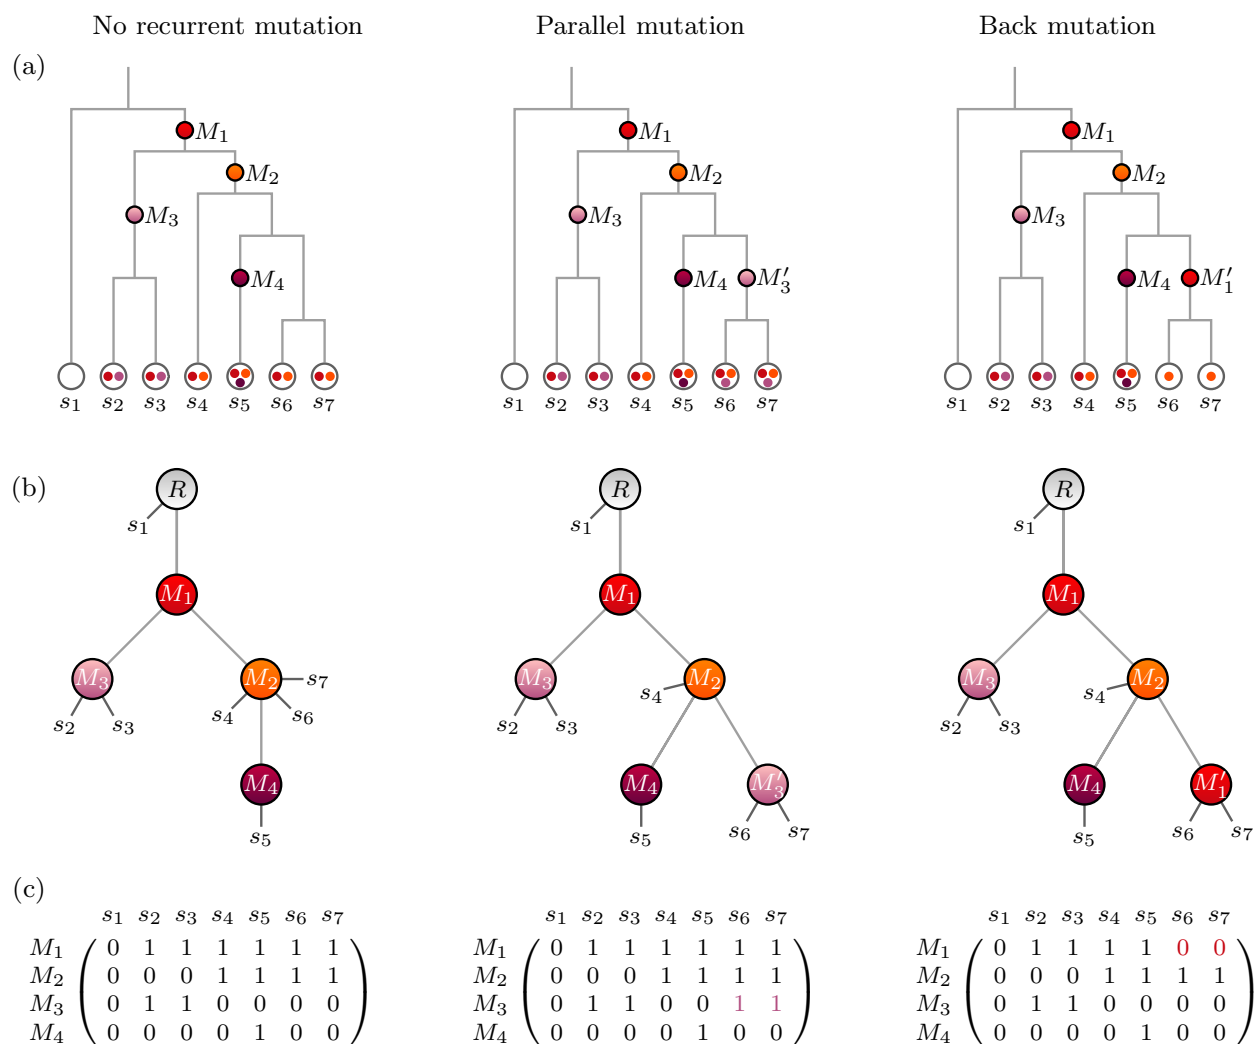 No recurrent mutation Parallel mutation Back mutation
(a)
M₁ M₁ M₁
M₂ M₂ M₂
M₃ M₃ M₃
M₄ M₄ M₃′ M₄ M₁′
s₁ s₂ s₃ s₄ s₅ s₆ s₇ s₁ s₂ s₃ s₄ s₅ s₆ s₇ s₁ s₂ s₃ s₄ s₅ s₆ s₇
(b)
R R R
s₁ s₁ s₁
M₁ M₁ M₁
M₃ M₂ s₇ M₃ M₂ M₃ M₂
s₂ s₃ s₄ s₆ s₂ s₃ s₄ s₂ s₃ s₄
M₄ M₄ M₃′ M₄ M₁′
s₅ s₅ s₆ s₇ s₅ s₆ s₇
(c)
s₁ s₂ s₃ s₄ s₅ s₆ s₇ s₁ s₂ s₃ s₄ s₅ s₆ s₇ s₁ s₂ s₃ s₄ s₅ s₆ s₇
M₁ 0 1 1 1 1 1 1 M₁ 0 1 1 1 1 1 1 M₁ 0 1 1 1 1 0 0
M₂ 0 0 0 1 1 1 1 M₂ 0 0 0 1 1 1 1 M₂ 0 0 0 1 1 1 1
M₃ 0 1 1 0 0 0 0 M₃ 0 1 1 0 0 1 1 M₃ 0 1 1 0 0 0 0
M₄ 0 0 0 0 1 0 0 M₄ 0 0 0 0 1 0 0 M₄ 0 0 0 0 1 0 0